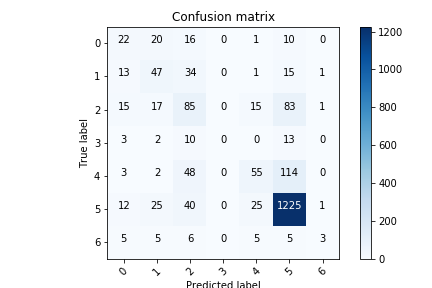 Confusion matrix
0 22 20 16 0 1 10 0
1 13 47 34 0 1 15 1
2 15 17 85 0 15 83 1
3 3 2 10 0 0 13 0
4 3 2 48 0 55 114 0
5 12 25 40 0 25 1225 1
6 5 5 6 0 5 5 3
0 1 2 3 4 5 6
True label
Predicted label
1200
1000
800
600
400
200
0